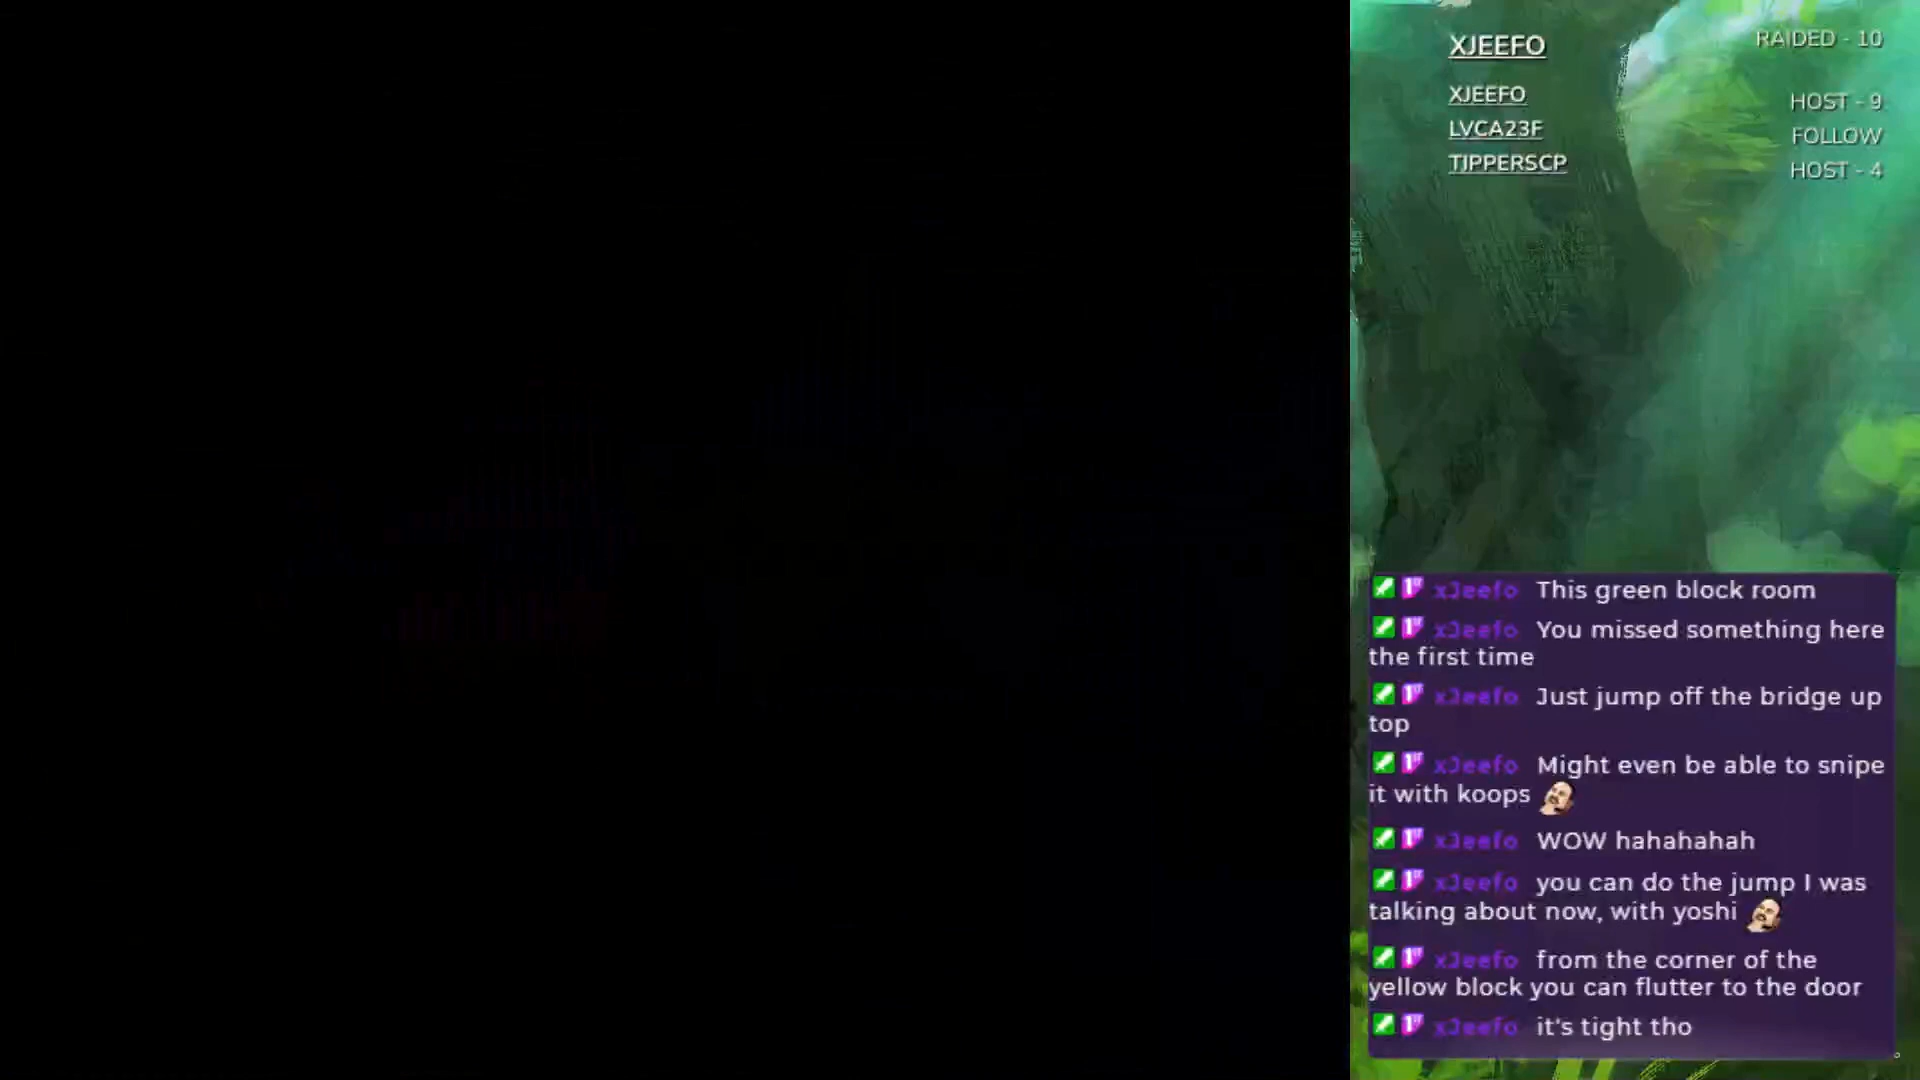 XJEEFO
RAIDED - 10
XJEEFO
HOST - 9
LVCA23F
FOLLOW
TJPPERSCP
HOST - 4
xJeefo This green block room
xJeefo You missed something here
the first time
xJeefo Just jump off the bridge up
top
xJeefo Might even be able to snipe
it with koops
xJeefo WOW hahahahah
xJeefo you can do the jump I was
talking about now, with yoshi
xJeefo from the corner of the
yellow block you can flutter to the door
xJeefo it's tight tho